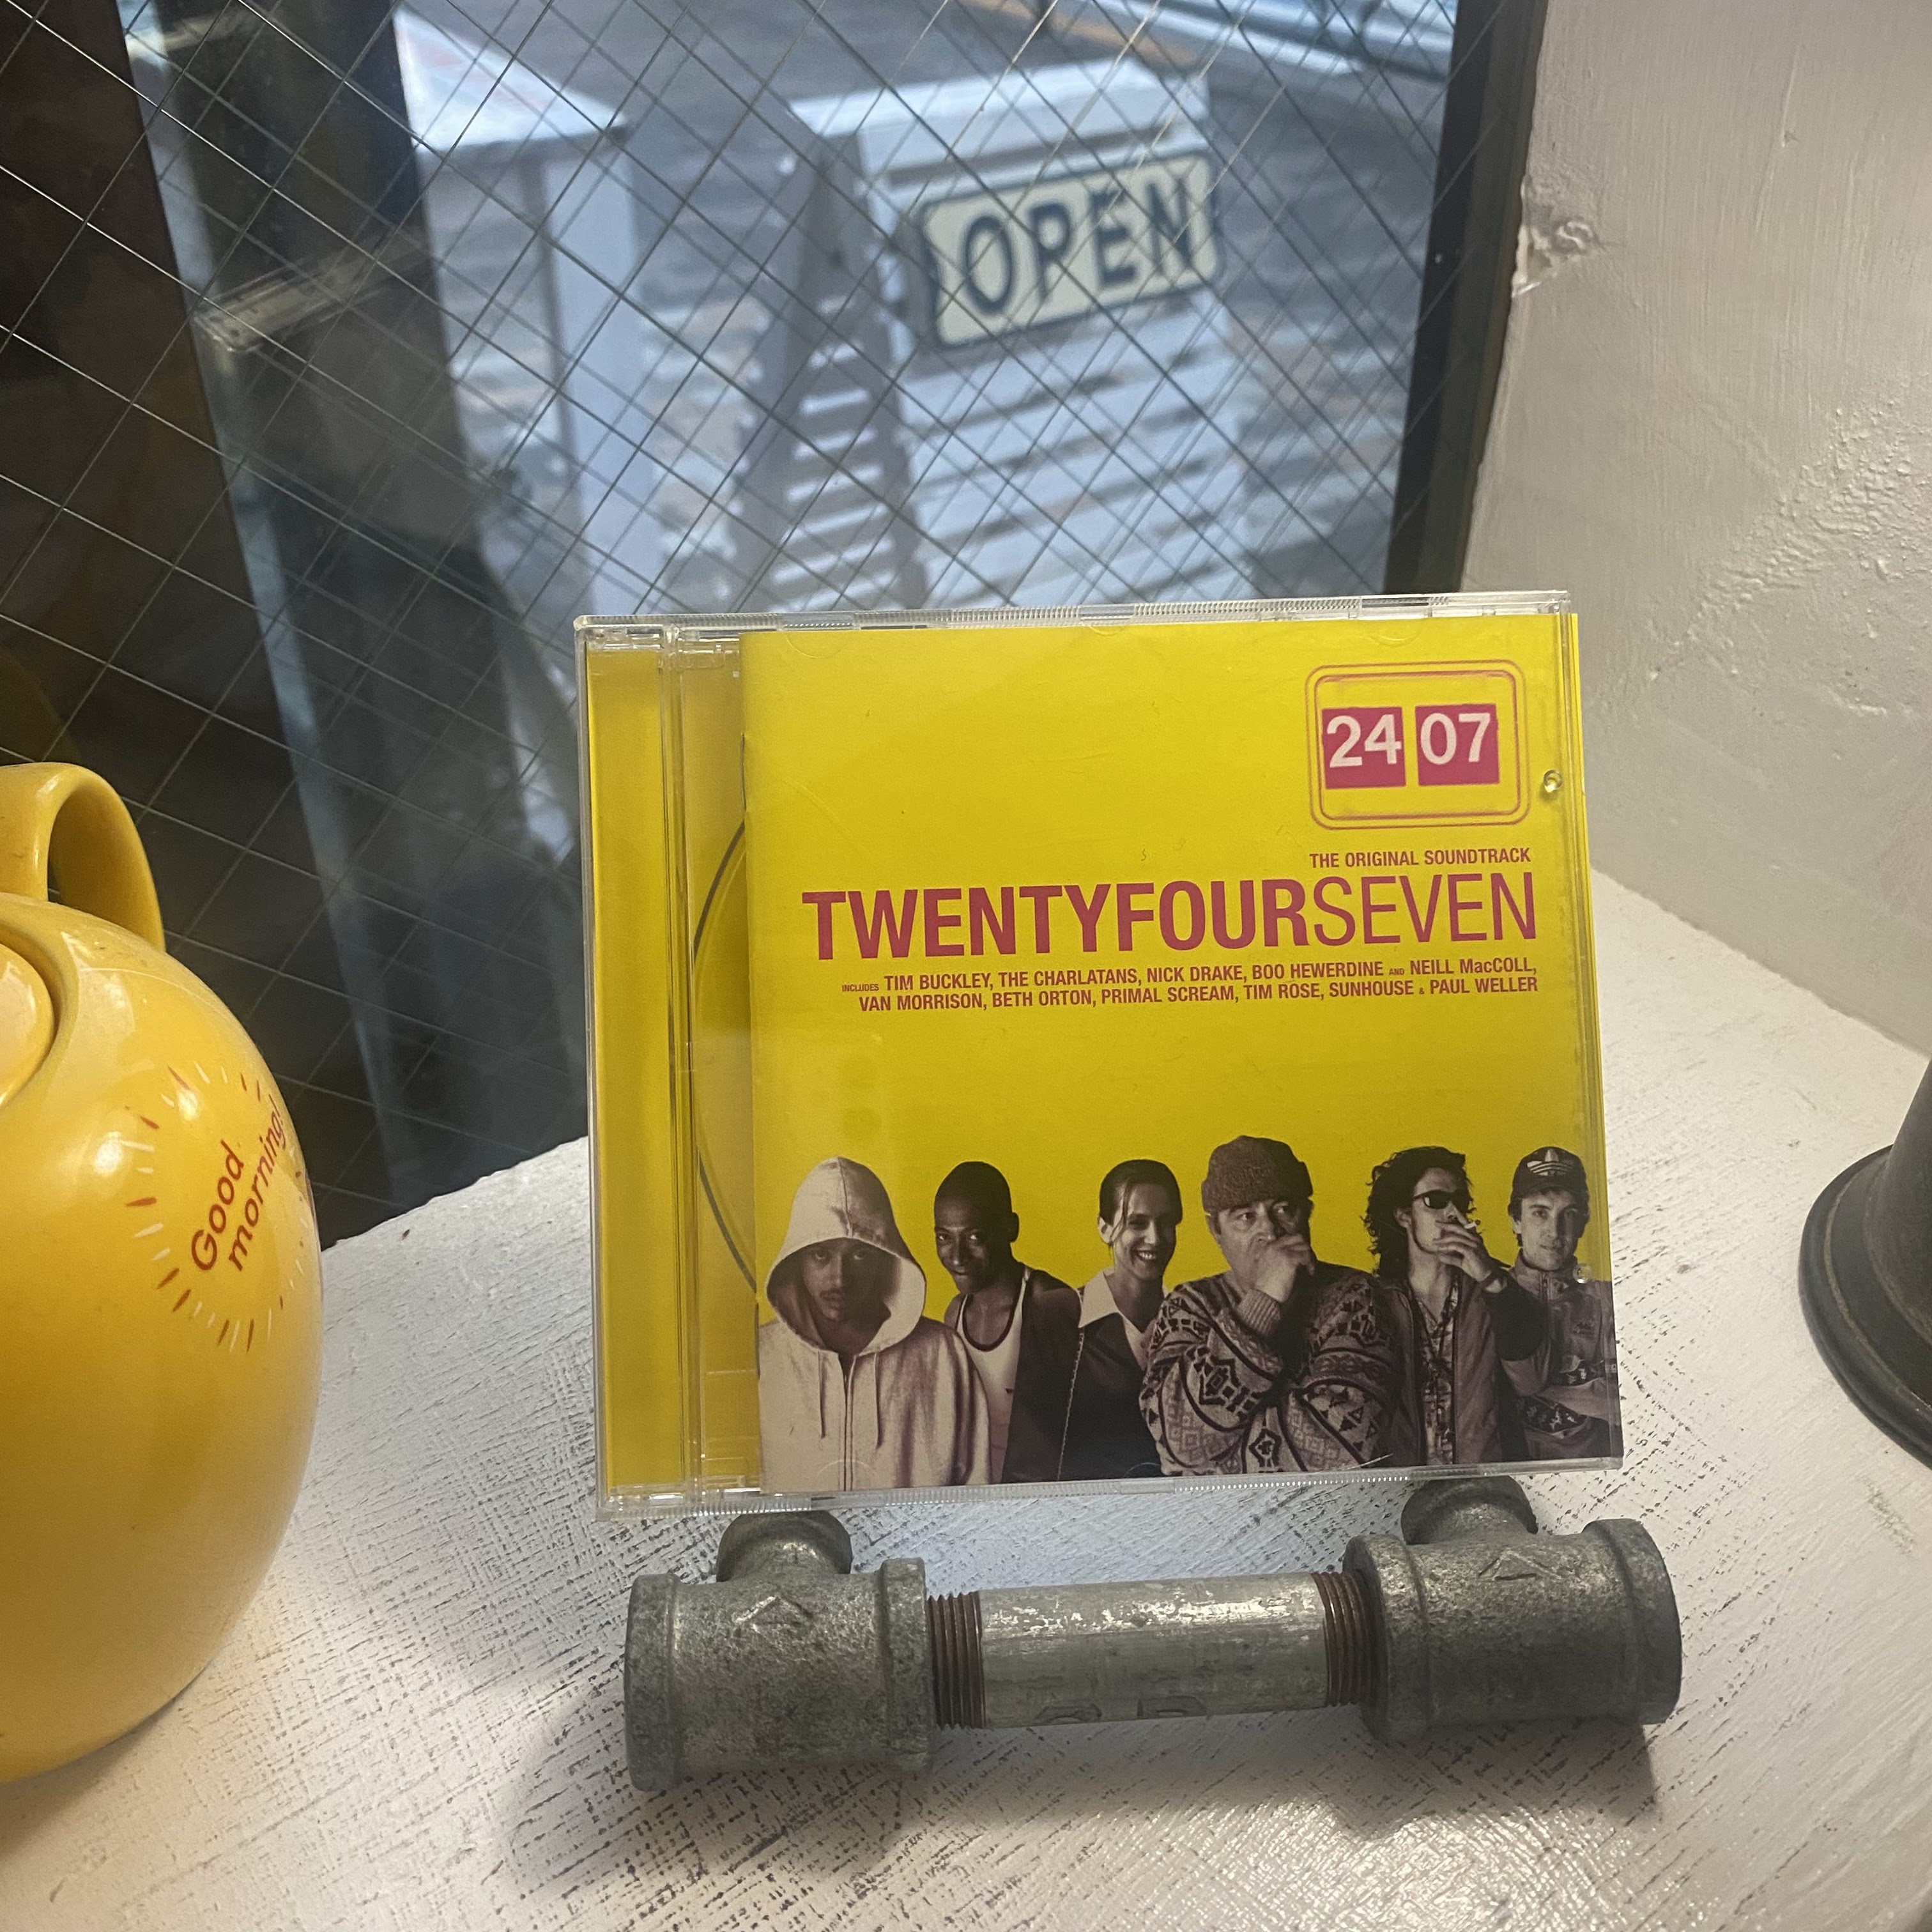 OPEN
24 07
THE ORIGINAL SOUNDTRACK
TWENTYFOURSEVEN
INCLUDES TIM BUCKLEY, THE CHARLATANS, NICK DRAKE, BOO HEWERDINE AND NEILL MacCOLL,
VAN MORRISON, BETH ORTON, PRIMAL SCREAM, TIM ROSE, SUNHOUSE & PAUL WELLER
Good
morning!